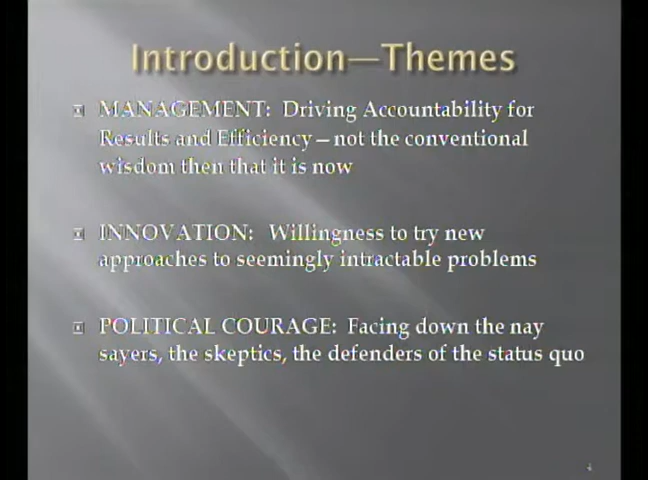 Introduction—Themes
MANAGEMENT: Driving Accountability for
Results and Efficiency – not the conventional
wisdom then that it is now
INNOVATION: Willingness to try new
approaches to seemingly intractable problems
POLITICAL COURAGE: Facing down the nay
sayers, the skeptics, the defenders of the status quo